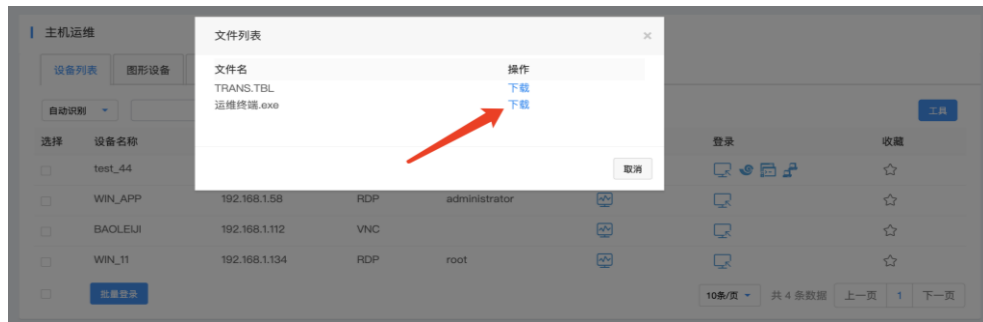 主机运维
文件列表
×
设备列表 图形设备
文件名 操作
TRANS.TBL 下载
运维终端.exe 下载
自动识别 工具
选择 设备名称 登录 收藏
取消
test_44
WIN_APP 192.168.1.58 RDP administrator
BAOLEIJI 192.168.1.112 VNC
WIN_11 192.168.1.134 RDP root
批量登录 10条/页 共 4 条数据 上一页 1 下一页